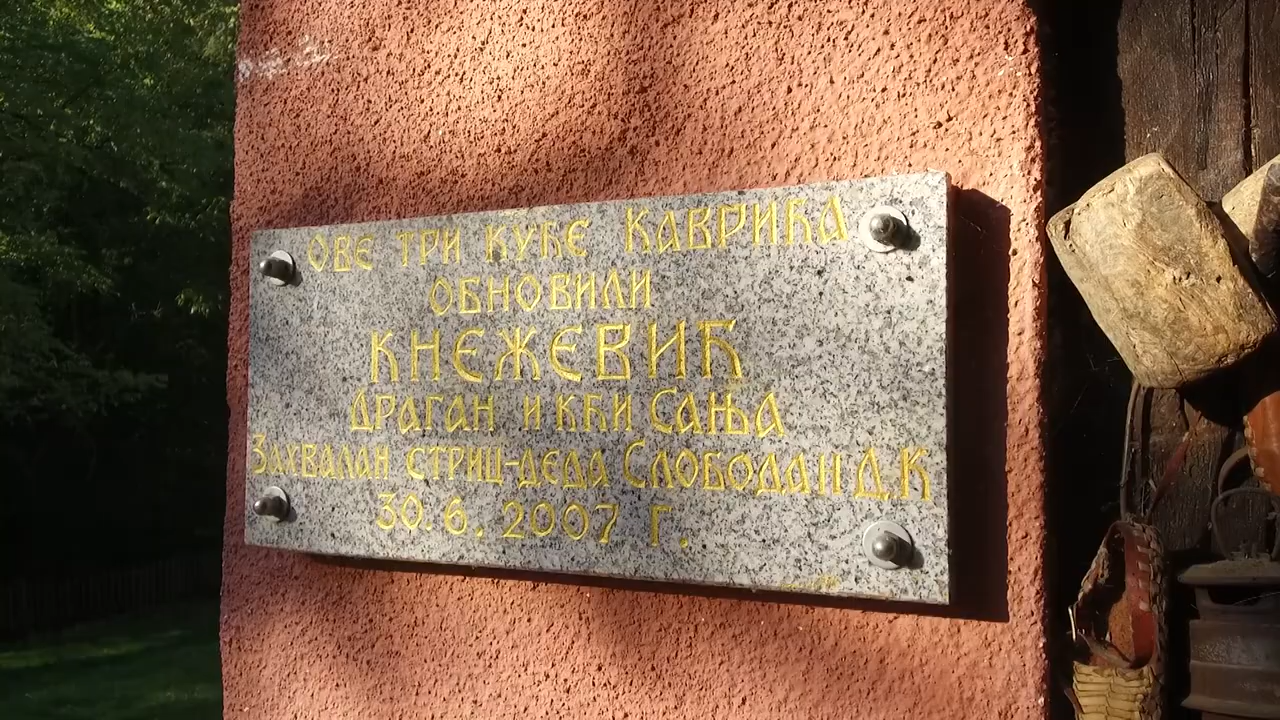 ОВЕ ТРИ КУЋЕ КАВРИЋА
ОБНОВИЛИ
КНЕЖЕВИЋ
ДРАГАН И КЋИ САЊА
ЗАХВАЛАН СТРИЦ-ДЕДА СЛОБОДАН Д.К
30.6.2007 Г.